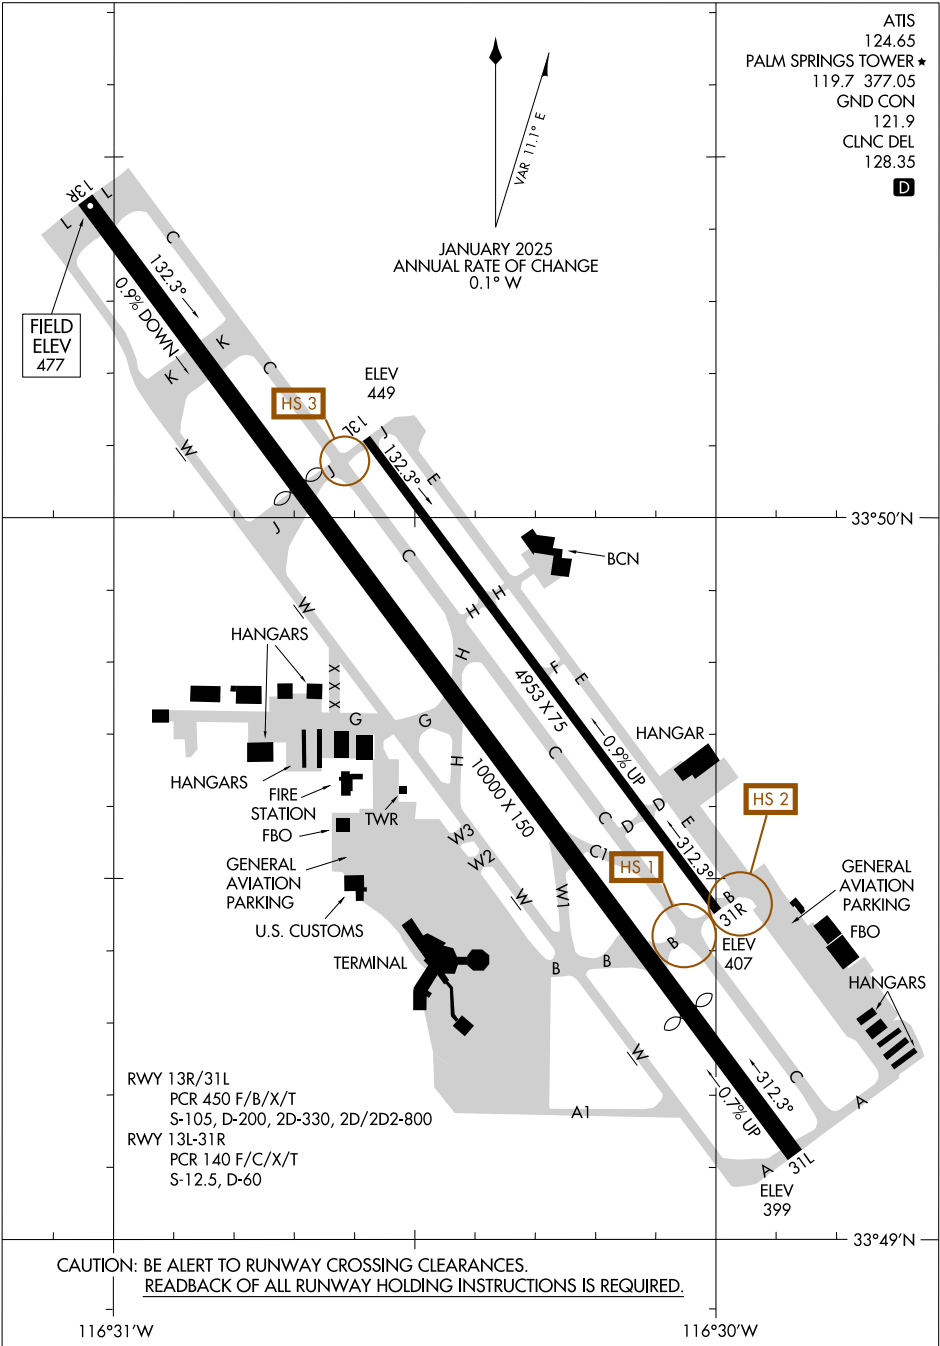 ATIS
124.65
PALM SPRINGS TOWER ★
119.7 377.05
GND CON
121.9
CLNC DEL
128.35
D
VAR 11.1° E
JANUARY 2025
ANNUAL RATE OF CHANGE
0.1° W
13R
L
L
C
132.3°
0.9% DOWN
FIELD
ELEV
477
K
K
C
ELEV
449
HS 3
13L
J
132.3°
E
W
J
J
33°50'N
C
BCN
H
H
W
HANGARS
H
F
E
4953 X 75
X
X
X
G
G
C
0.9% UP
HANGAR
H
HANGARS
10000 X 150
FIRE
STATION
TWR
FBO
D
E
HS 2
C
D
W3
C1
W2
312.3°
HS 1
GENERAL
AVIATION
PARKING
GENERAL
AVIATION
PARKING
W
W1
B
31R
FBO
U.S. CUSTOMS
B
ELEV
407
TERMINAL
B
B
HANGARS
W
312.3°
C
0.7% UP
A
A1
RWY 13R/31L
PCR 450 F/B/X/T
S-105, D-200, 2D-330, 2D/2D2-800
RWY 13L-31R
PCR 140 F/C/X/T
S-12.5, D-60
A
31L
ELEV
399
33°49'N
CAUTION: BE ALERT TO RUNWAY CROSSING CLEARANCES.
READBACK OF ALL RUNWAY HOLDING INSTRUCTIONS IS REQUIRED.
116°31'W
116°30'W